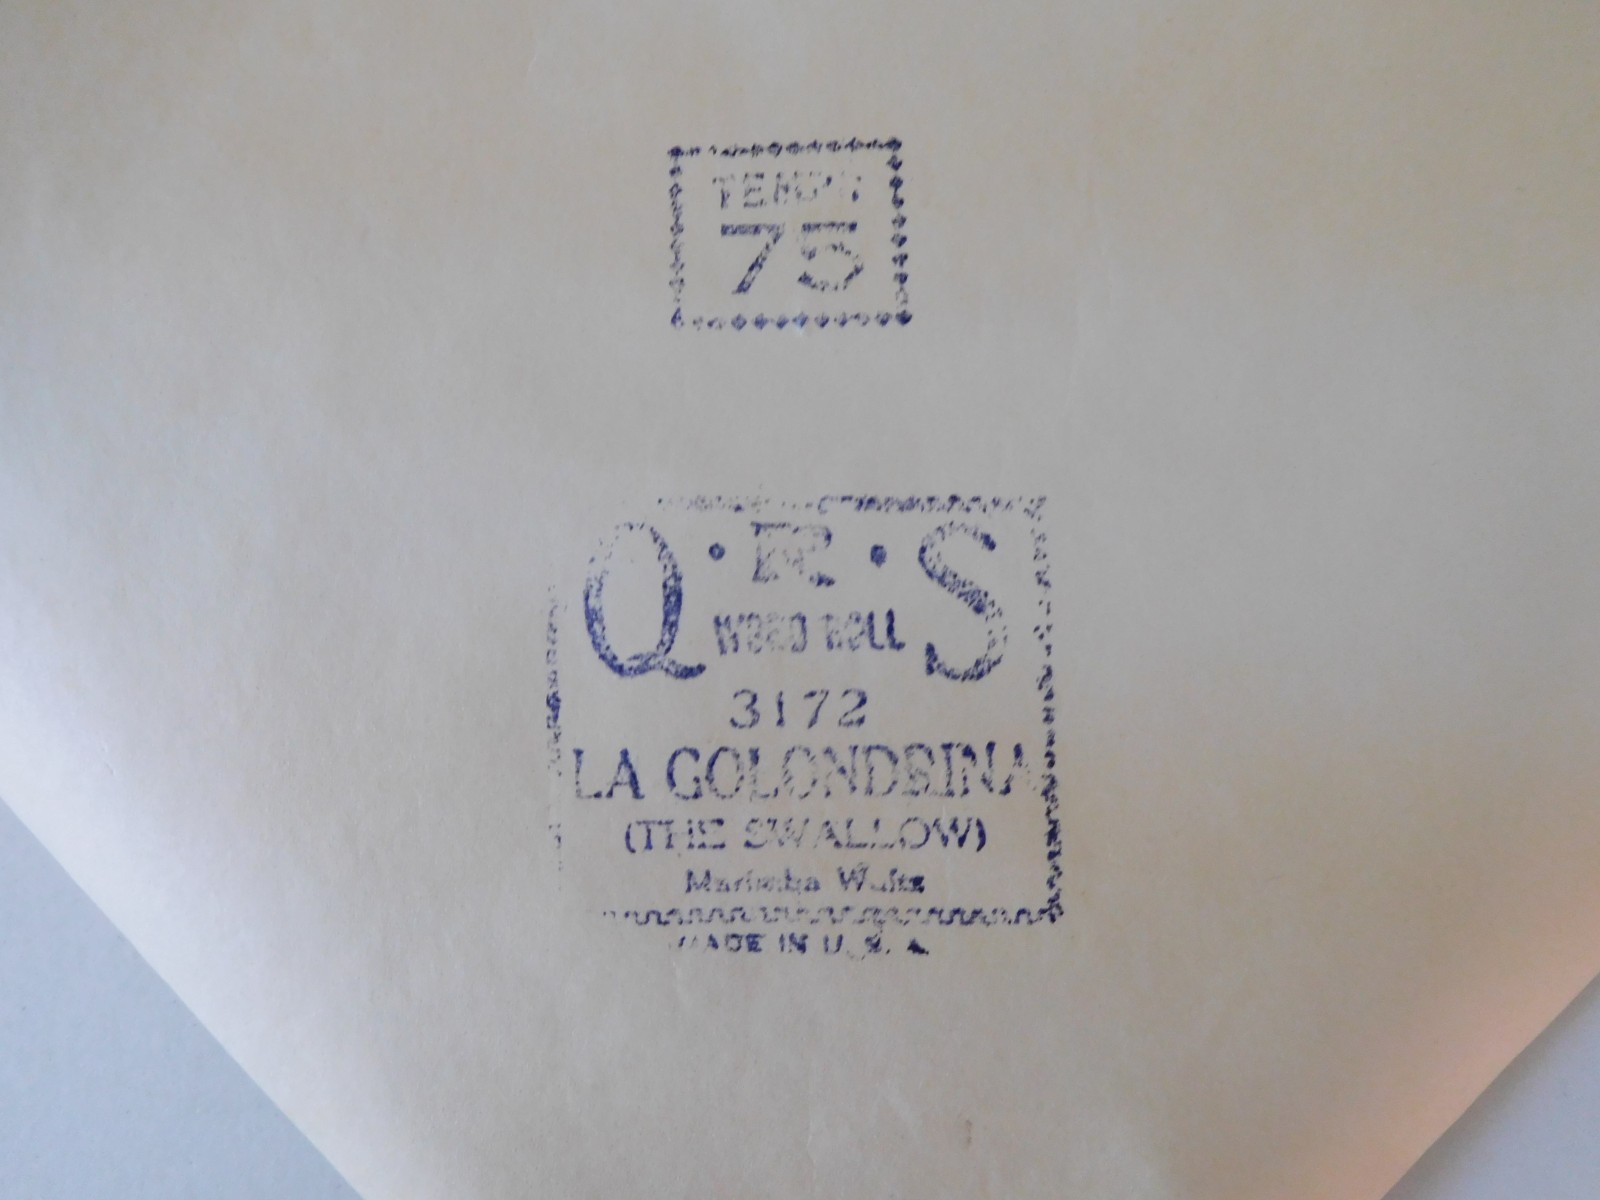 TEMPO
75
Q·R·S
WORD ROLL
3172
LA GOLONDRINA
(THE SWALLOW)
Marimba Waltz
MADE IN U.S.A.